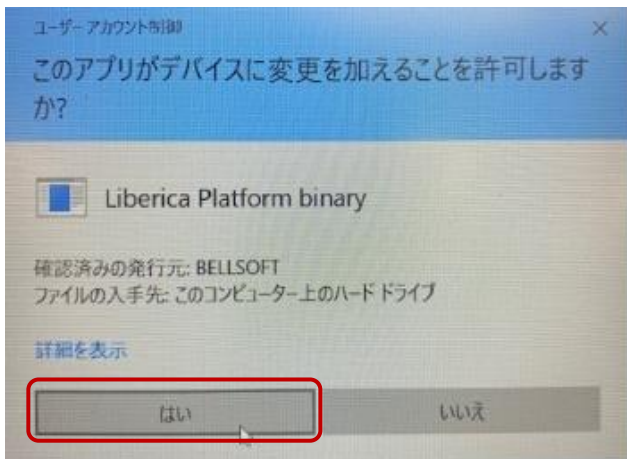 ユーザー アカウント制御
このアプリがデバイスに変更を加えることを許可します
か?
Liberica Platform binary
確認済みの発行元: BELLSOFT
ファイルの入手先: このコンピューター上のハード ドライブ
詳細を表示
はい
いいえ